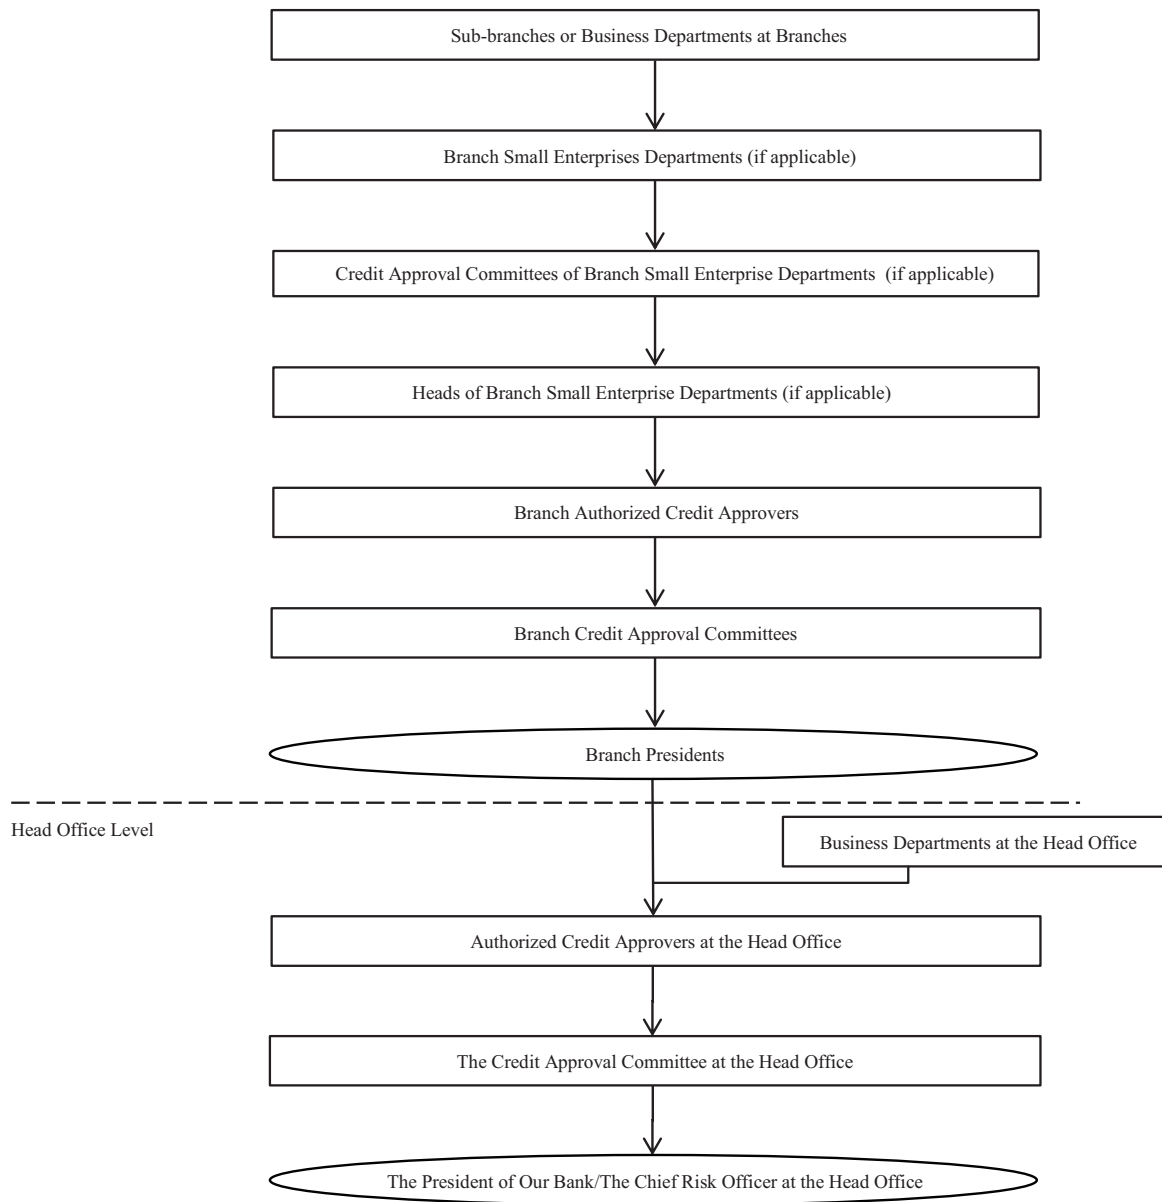 Sub-branches or Business Departments at Branches
Branch Small Enterprises Departments (if applicable)
Credit Approval Committees of Branch Small Enterprise Departments (if applicable)
Heads of Branch Small Enterprise Departments (if applicable)
Branch Authorized Credit Approvers
Branch Credit Approval Committees
Branch Presidents
Head Office Level
Business Departments at the Head Office
Authorized Credit Approvers at the Head Office
The Credit Approval Committee at the Head Office
The President of Our Bank/The Chief Risk Officer at the Head Office